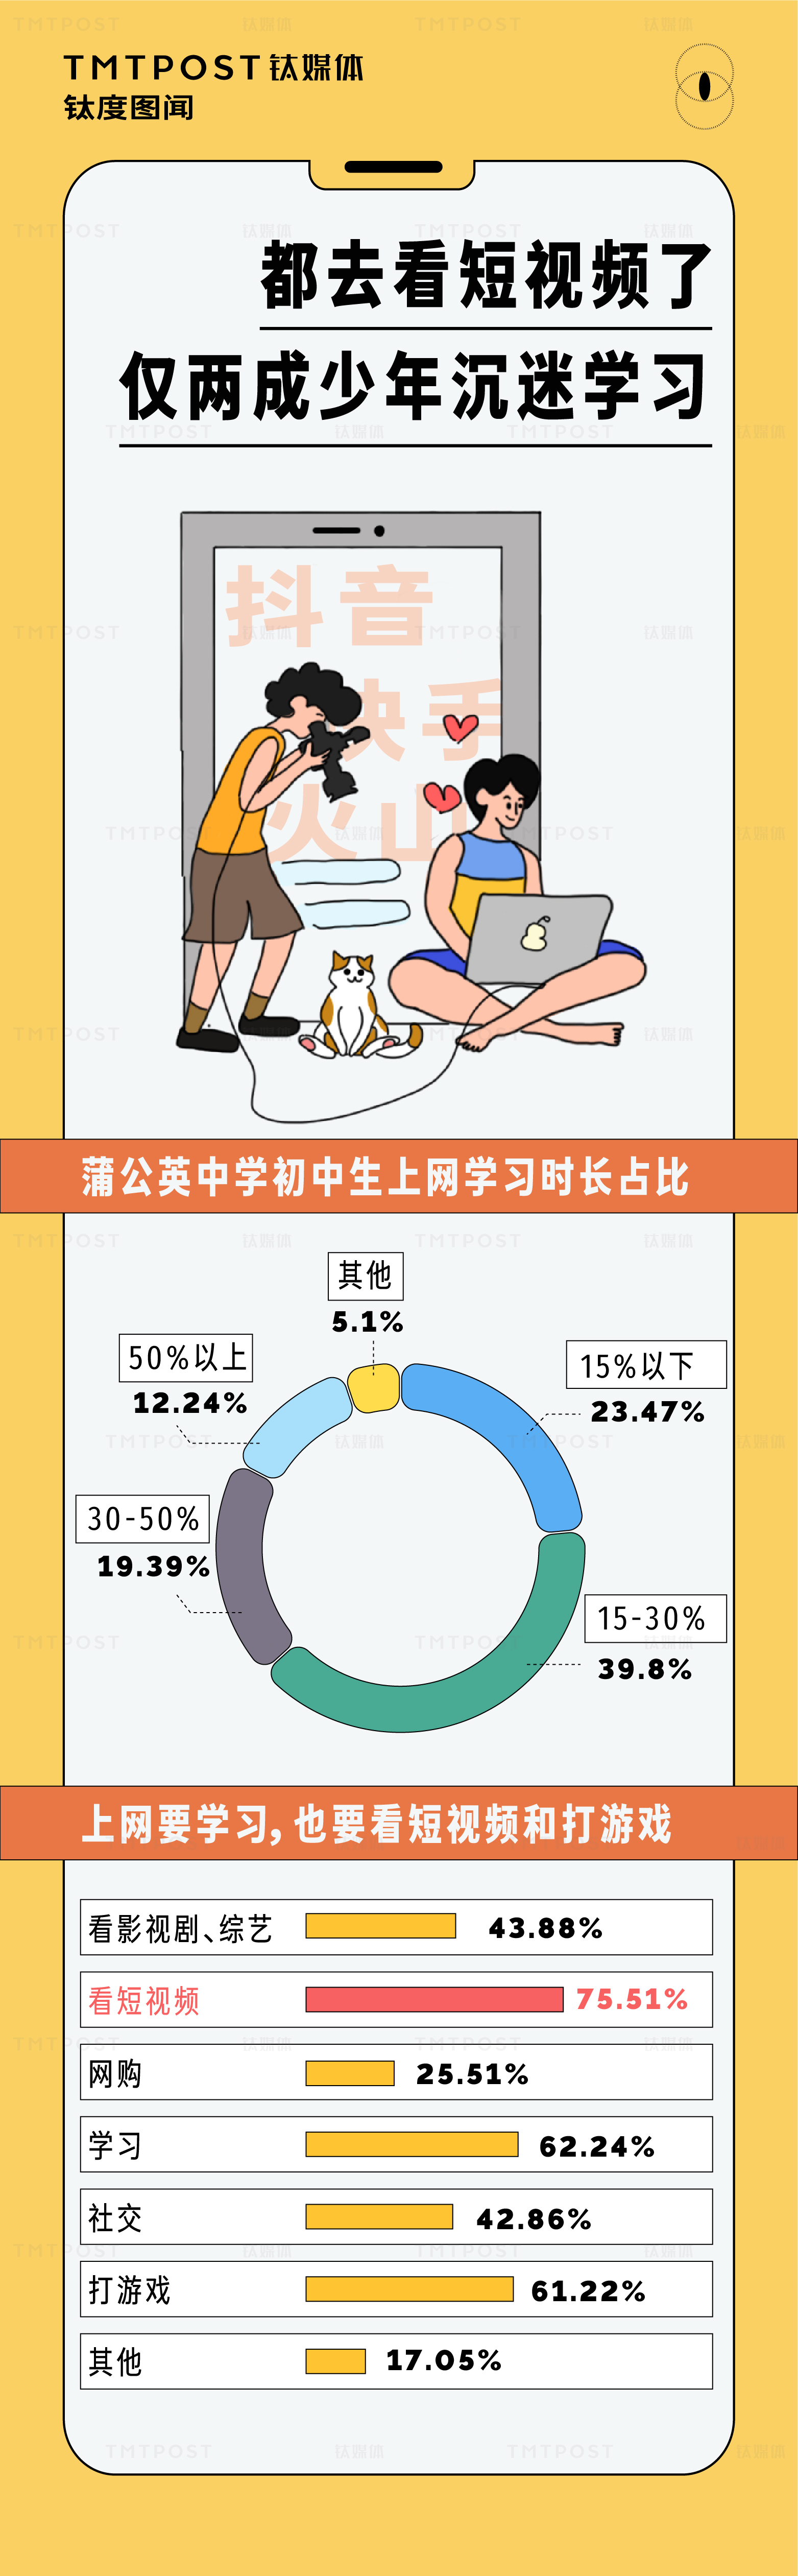 TMTPOST 钛媒体
钛度图闻
都去看短视频了
仅两成少年沉迷学习
抖音
快手
火山
蒲公英中学初中生上网学习时长占比
其他
5.1%
50%以上
12.24%
15%以下
23.47%
30-50%
19.39%
15-30%
39.8%
上网要学习,也要看短视频和打游戏
看影视剧、综艺 43.88%
看短视频 75.51%
网购 25.51%
学习 62.24%
社交 42.86%
打游戏 61.22%
其他 17.05%